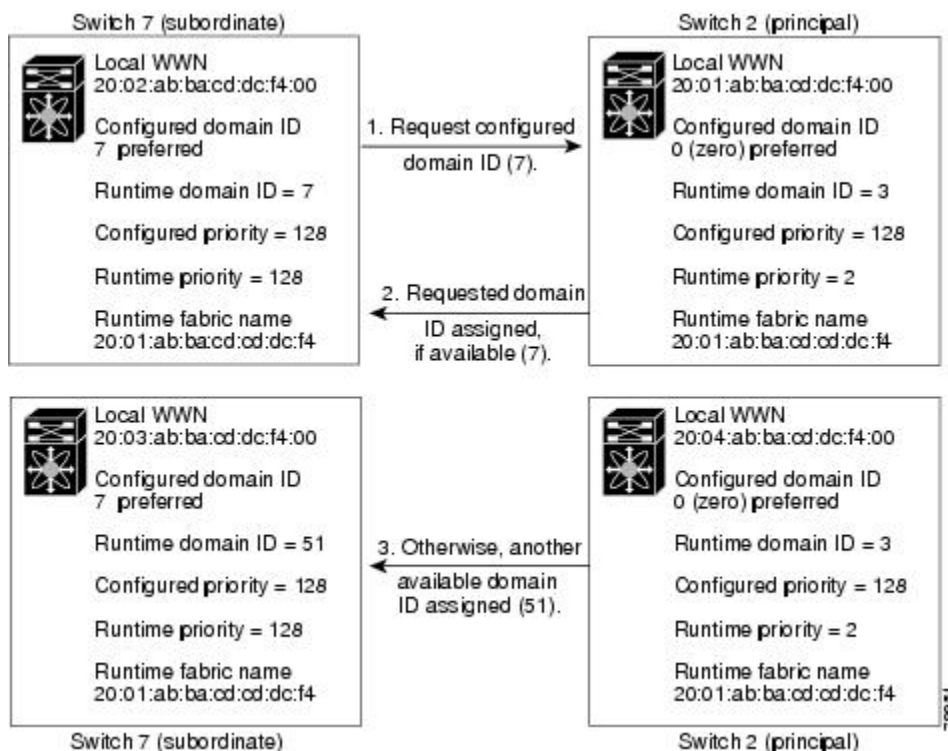 Switch 7 (subordinate)
Local WWN
20:02:ab:ba:cd:dc:f4:00
Configured domain ID
7 preferred
Runtime domain ID = 7
Configured priority = 128
Runtime priority = 128
Runtime fabric name
20:01:ab:ba:cd:cd:dc:f4
1. Request configured
domain ID (7).
2. Requested domain
ID assigned,
if available (7).
Switch 2 (principal)
Local WWN
20:01:ab:ba:cd:dc:f4:00
Configured domain ID
0 (zero) preferred
Runtime domain ID = 3
Configured priority = 128
Runtime priority = 2
Runtime fabric name
20:01:ab:ba:cd:cd:dc:f4
Local WWN
20:03:ab:ba:cd:dc:f4:00
Configured domain ID
7 preferred
Runtime domain ID = 51
Configured priority = 128
Runtime priority = 128
Runtime fabric name
20:01:ab:ba:cd:cd:dc:f4
Switch 7 (subordinate)
3. Otherwise, another
available domain
ID assigned (51).
Local WWN
20:04:ab:ba:cd:dc:f4:00
Configured domain ID
0 (zero) preferred
Runtime domain ID = 3
Configured priority = 128
Runtime priority = 2
Runtime fabric name
20:01:ab:ba:cd:cd:dc:f4
Switch 2 (principal)